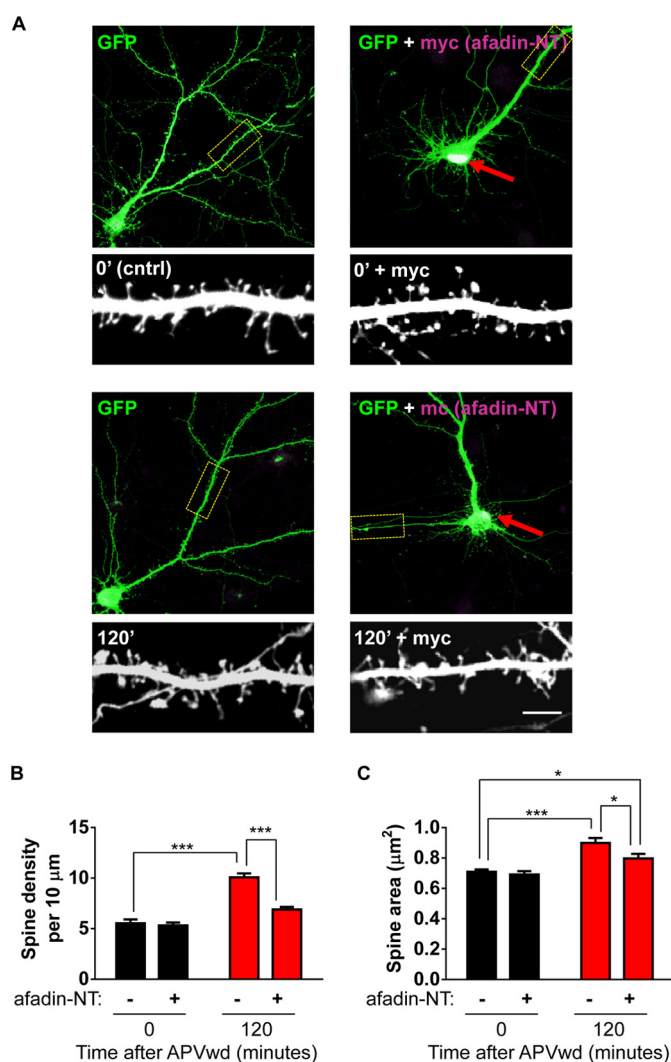 A
GFP
GFP + myc (afadin-NT)
0’ (cntrl)
0’ + myc
GFP
GFP + mc (afadin-NT)
120’
120’ + myc
B
C
*
***
***
***
*
Spine density
per 10 μm
15
10
5
0
Spine area (μm²)
1.0
0.8
0.6
0.4
0.2
0.0
afadin-NT: - + - +
0 120
Time after APVwd (minutes)
afadin-NT: - + - +
0 120
Time after APVwd (minutes)